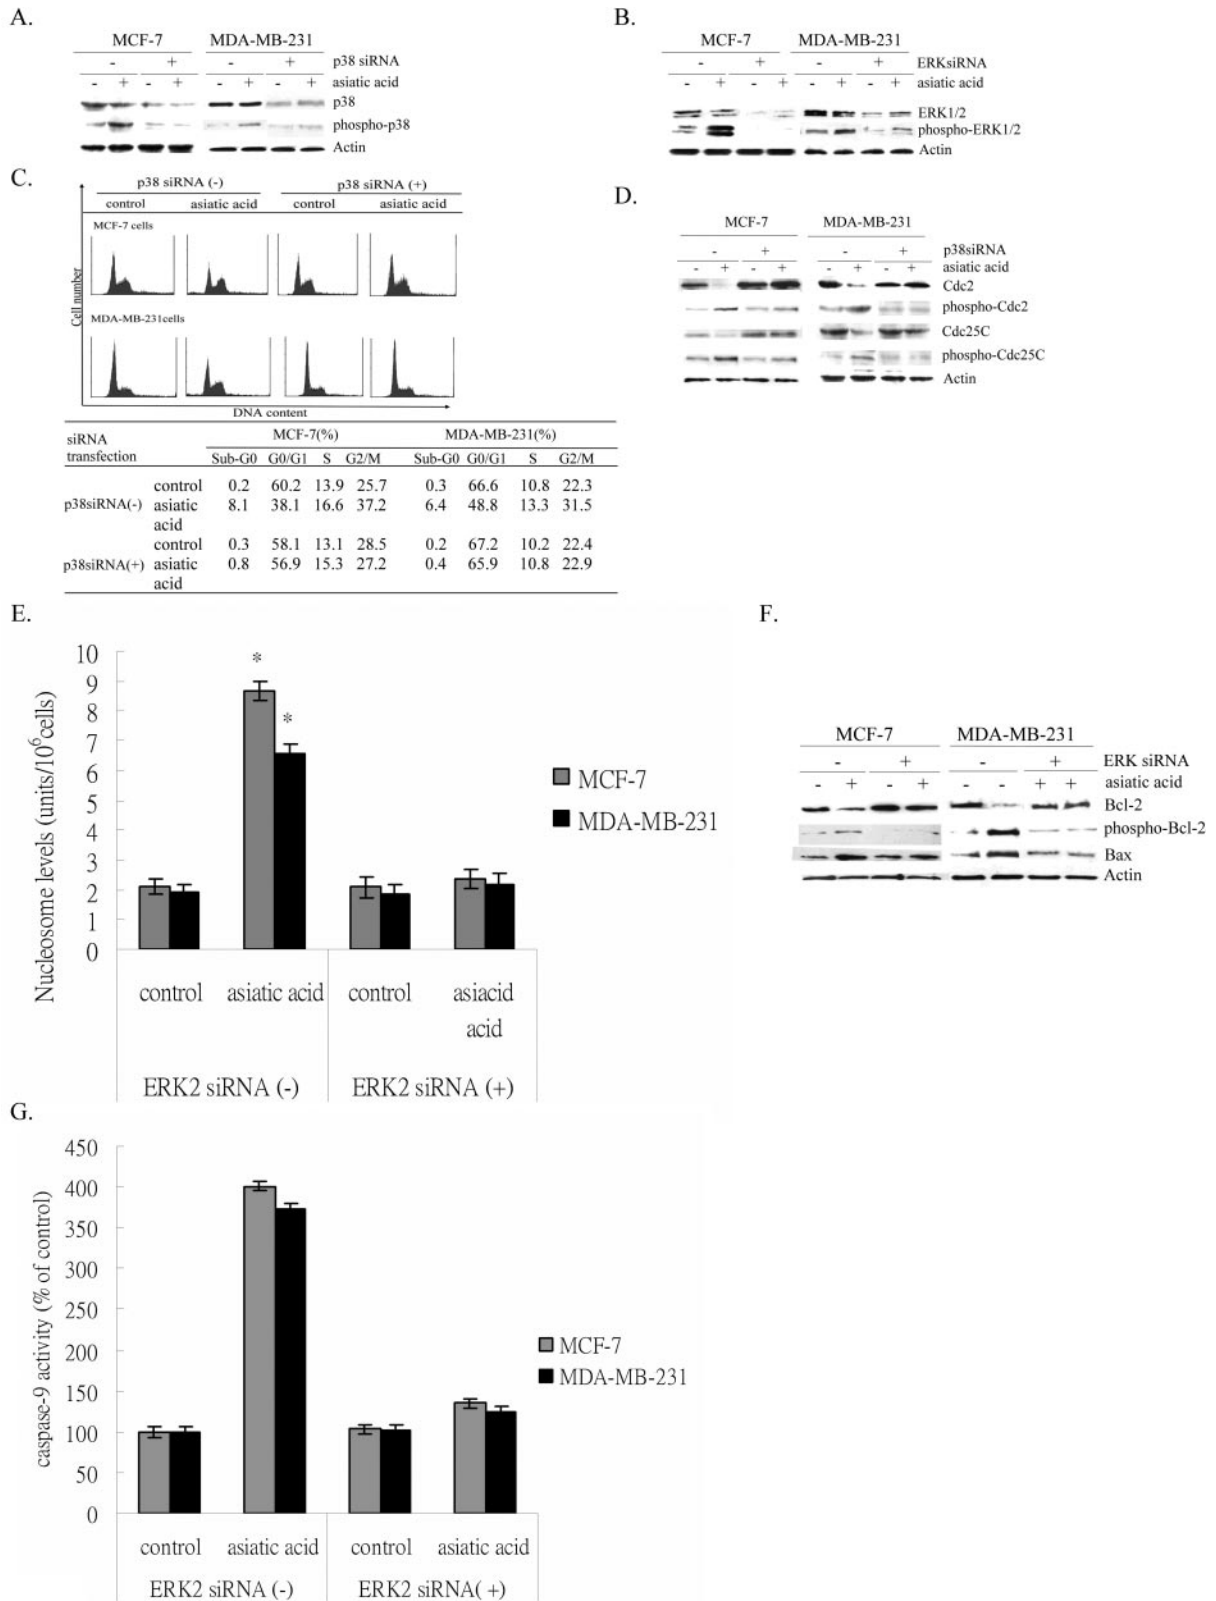 A.
MCF-7 MDA-MB-231
- + - + p38 siRNA
- + - + - + - + asiatic acid
p38
phospho-p38
Actin
B.
MCF-7 MDA-MB-231
- + - + ERKsiRNA
- + - + - + - + asiatic acid
ERK1/2
phospho-ERK1/2
Actin
C.
p38 siRNA (-) p38 siRNA (+)
control asiatic acid control asiatic acid
MCF-7 cells
Cell number
MDA-MB-231cells
DNA content
siRNA transfection MCF-7(%) MDA-MB-231(%)
Sub-G0 G0/G1 S G2/M Sub-G0 G0/G1 S G2/M
control 0.2 60.2 13.9 25.7 0.3 66.6 10.8 22.3
p38siRNA(-) asiatic 8.1 38.1 16.6 37.2 6.4 48.8 13.3 31.5
acid
control 0.3 58.1 13.1 28.5 0.2 67.2 10.2 22.4
p38siRNA(+) asiatic 0.8 56.9 15.3 27.2 0.4 65.9 10.8 22.9
acid
D.
MCF-7 MDA-MB-231
- + - + p38siRNA
- + - + - + - + asiatic acid
Cdc2
phospho-Cdc2
Cdc25C
phospho-Cdc25C
Actin
E.
Nucleosome levels (units/10⁶cells)
10
9
8
7
6
5
4
3
2
1
0
*
*
MCF-7
MDA-MB-231
control asiatic acid control asiacid
acid
ERK2 siRNA (-) ERK2 siRNA (+)
F.
MCF-7 MDA-MB-231
- + - + ERK siRNA
- + - + - - + + asiatic acid
Bcl-2
phospho-Bcl-2
Bax
Actin
G.
caspase-9 activity (% of control)
450
400
350
300
250
200
150
100
50
0
MCF-7
MDA-MB-231
control asiatic acid control asiatic acid
ERK2 siRNA (-) ERK2 siRNA( +)